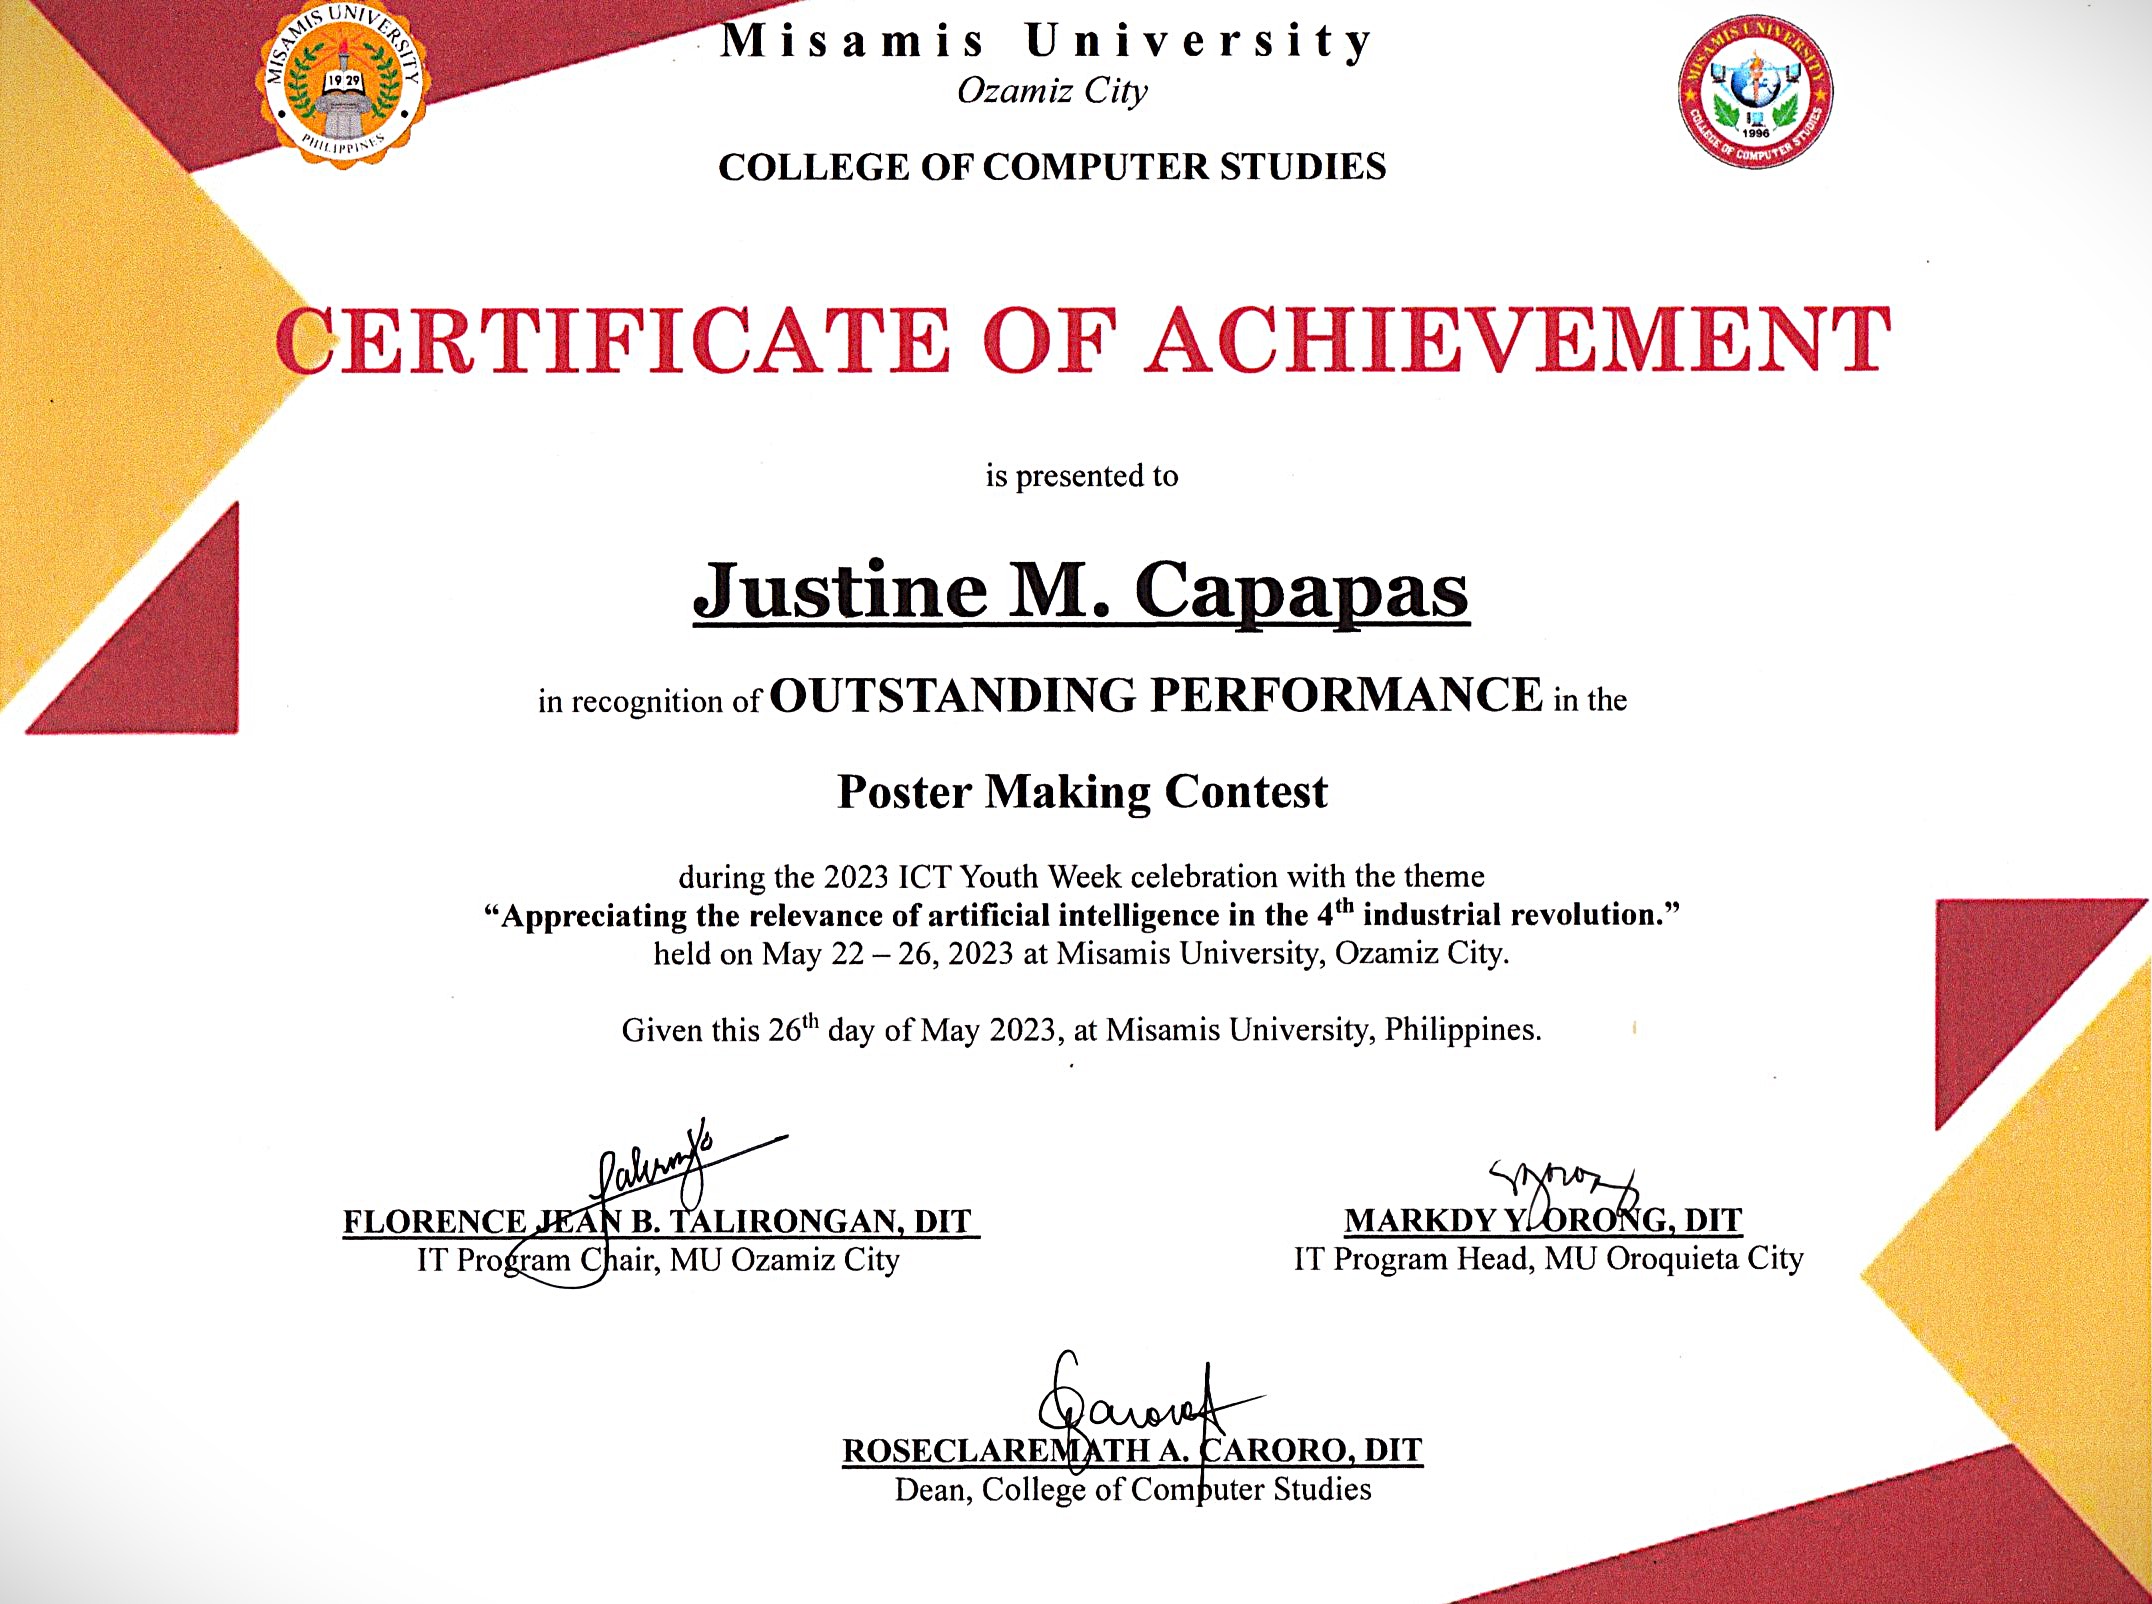 MISAMIS UNIVERSITY
19 29
PHILIPPINES
Misamis University
Ozamiz City
COLLEGE OF COMPUTER STUDIES
MISAMIS UNIVERSITY
1996
COLLEGE OF COMPUTER STUDIES
CERTIFICATE OF ACHIEVEMENT
is presented to
Justine M. Capapas
in recognition of OUTSTANDING PERFORMANCE in the
Poster Making Contest
during the 2023 ICT Youth Week celebration with the theme
“Appreciating the relevance of artificial intelligence in the 4th industrial revolution.”
held on May 22 – 26, 2023 at Misamis University, Ozamiz City.
Given this 26th day of May 2023, at Misamis University, Philippines.
FLORENCE JEAN B. TALIRONGAN, DIT
IT Program Chair, MU Ozamiz City
MARKDY Y. ORONG, DIT
IT Program Head, MU Oroquieta City
ROSECLAREMATH A. CARORO, DIT
Dean, College of Computer Studies